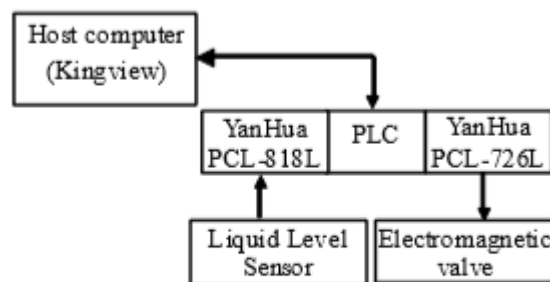 Host computer
(Kingview)
YanHua
PCL-818L
PLC
YanHua
PCL-726L
Liquid Level
Sensor
Electromagnetic
valve